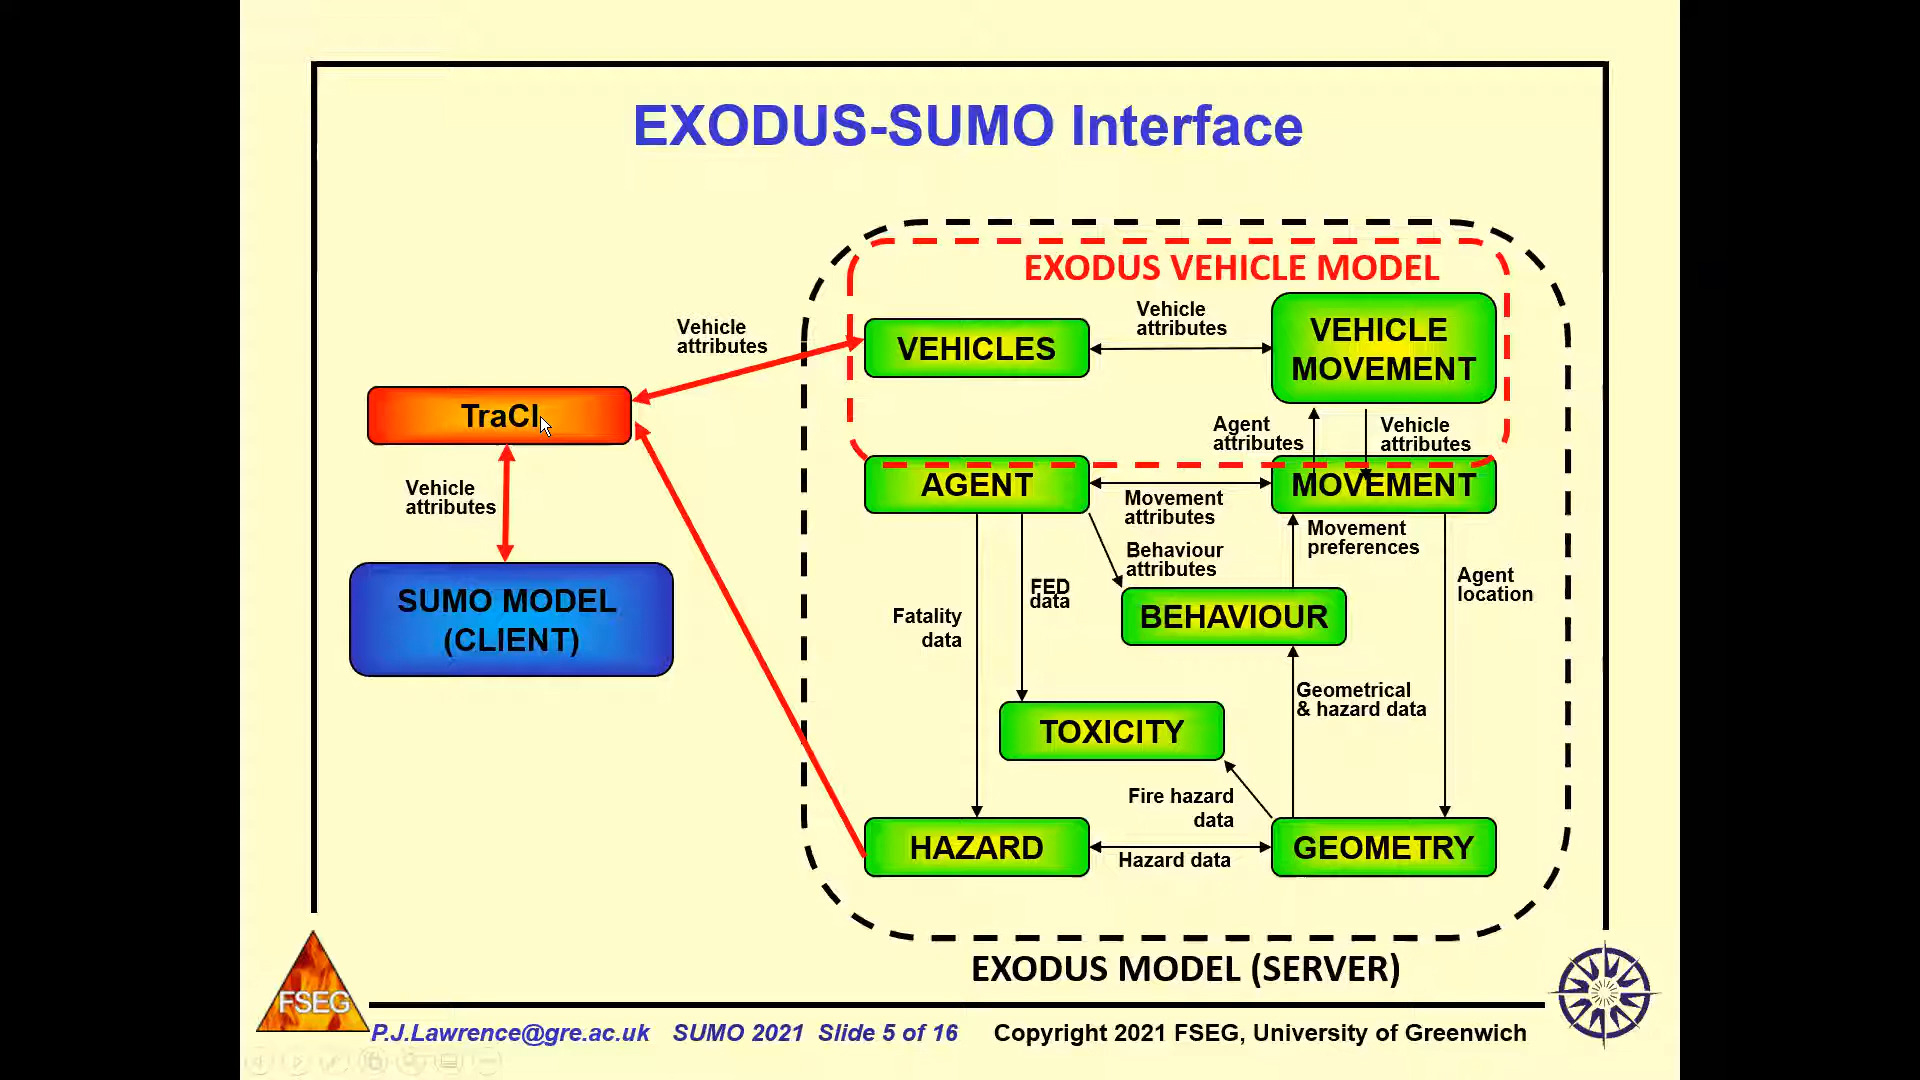 EXODUS-SUMO Interface
EXODUS VEHICLE MODEL
Vehicle
attributes
VEHICLES
Vehicle
attributes
VEHICLE
MOVEMENT
TraCI
Agent
attributes
Vehicle
attributes
AGENT
MOVEMENT
Movement
attributes
Vehicle
attributes
Movement
preferences
Behaviour
attributes
FED
data
Agent
location
SUMO MODEL
(CLIENT)
Fatality
data
BEHAVIOUR
Geometrical
& hazard data
TOXICITY
Fire hazard
data
HAZARD
Hazard data
GEOMETRY
EXODUS MODEL (SERVER)
FSEG
P.J.Lawrence@gre.ac.uk SUMO 2021 Slide 5 of 16 Copyright 2021 FSEG, University of Greenwich